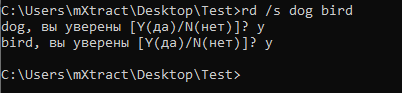 C:\Users\mXtract\Desktop\Test>rd /s dog bird
dog, вы уверены [Y(да)/N(нет)]? y
bird, вы уверены [Y(да)/N(нет)]? y
C:\Users\mXtract\Desktop\Test>